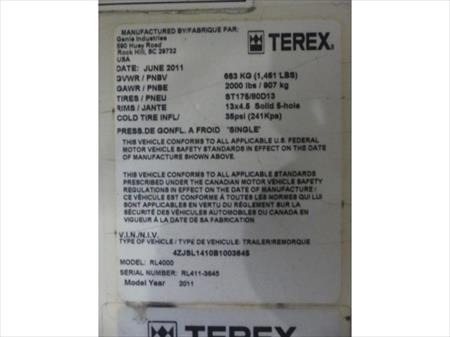 MANUFACTURED BY/FABRIQUE PAR:
Genie Industries
590 Huey Road
Rock Hill, SC 29732
USA
TEREX
DATE: JUNE 2011
GVWR / PNBV 653 KG (1,451 LBS)
GAWR / PNBE 2000 lbs / 907 kg
TIRES / PNEU ST175/80D13
RIMS / JANTE 13x4.5 Solid 5-hole
COLD TIRE INFL/ 35psi (241Kpa)
PRESS.DE GONFL. A FROID "SINGLE"
THIS VEHICLE CONFORMS TO ALL APPLICABLE U.S. FEDERAL
MOTOR VEHICLE SAFETY STANDARDS IN EFFECT ON THE DATE
OF MANUFACTURE SHOWN ABOVE.
THIS VEHICLE CONFORMS TO ALL APPLICABLE STANDARDS
PRESCRIBED UNDER THE CANADIAN MOTOR VEHICLE SAFETY
REGULATIONS IN EFFECT ON THE DATE OF MANUFACTURE /
CE VÉHICULE EST CONFORME À TOUTES LES NORMES QUI LUI
SONT APPLICABLES EN VERTU DU RÈGLEMENT SUR LA
SÉCURITÉ DES VÉHICULES AUTOMOBILES DU CANADA EN
VIGUEUR À LA DATE DE SA FABRICATION
V.I.N./N.I.V.
TYPE OF VEHICLE / TYPE DE VÉHICULE: TRAILER/REMORQUE
4ZJSL1410B1003645
MODEL: RL4000
SERIAL NUMBER: RL411-3645
Model Year 2011
TEREX